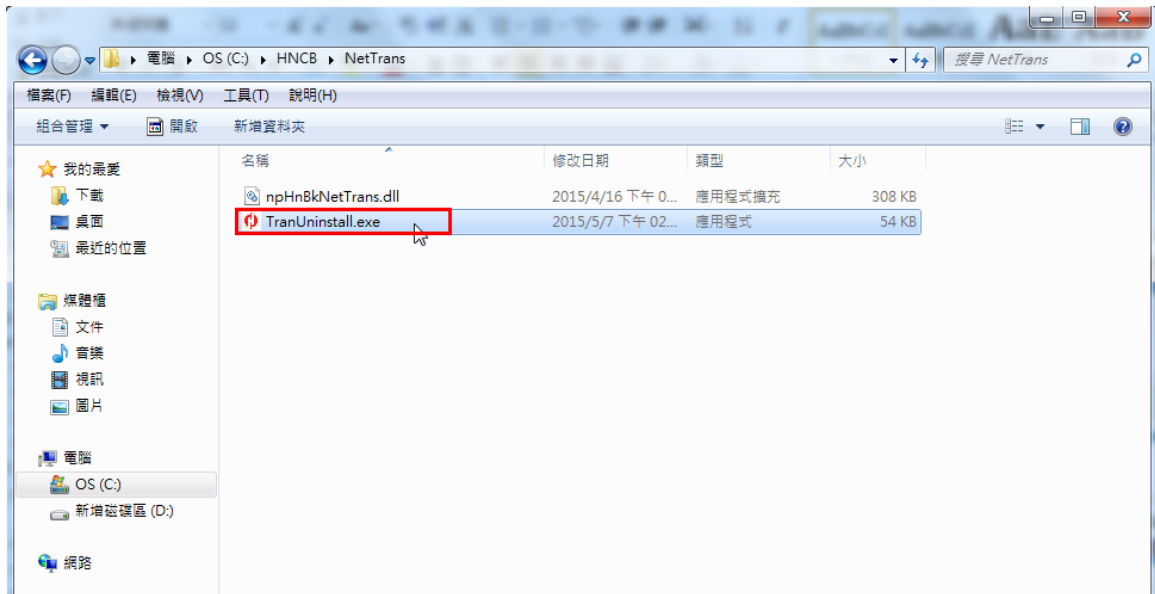 電腦 OS (C:) HNCB NetTrans 搜尋 NetTrans
檔案(F) 編輯(E) 檢視(V) 工具(T) 說明(H)
組合管理 開啟 新增資料夾
名稱 修改日期 類型 大小
我的最愛
下載
桌面
最近的位置
媒體櫃
文件
音樂
視訊
圖片
電腦
OS (C:)
新增磁碟區 (D:)
網路
npHnBkNetTrans.dll 2015/4/16 下午 0... 應用程式擴充 308 KB
TranUninstall.exe 2015/5/7 下午 02... 應用程式 54 KB